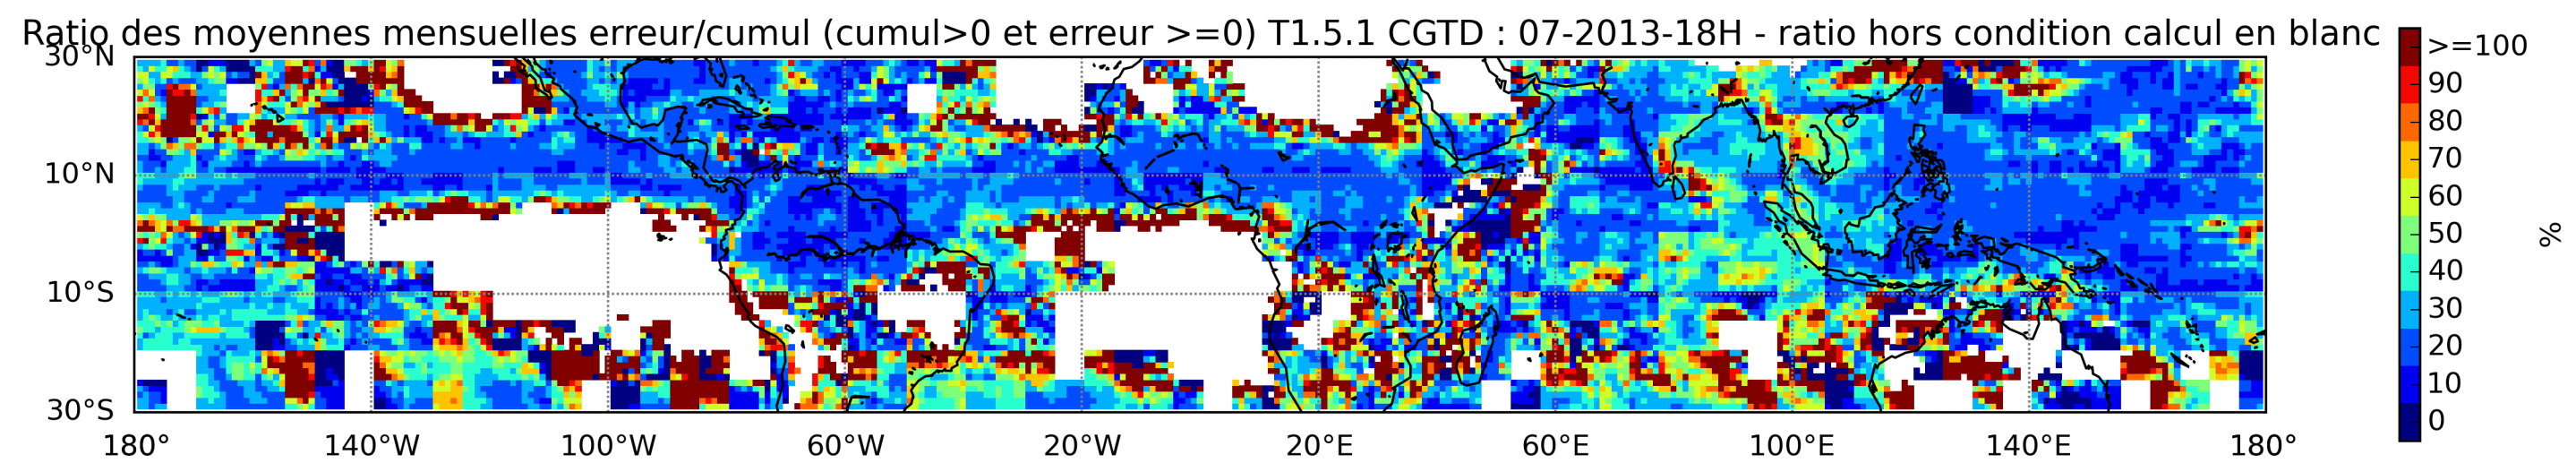 Ratio des moyennes mensuelles erreur/cumul (cumul>0 et erreur >=0) T1.5.1 CGTD : 07-2013-18H - ratio hors condition calcul en blanc
30°N
10°N
10°S
30°S
180°
140°W
100°W
60°W
20°W
20°E
60°E
100°E
140°E
180°
>=100
90
80
70
60
50
40
30
20
10
0
%